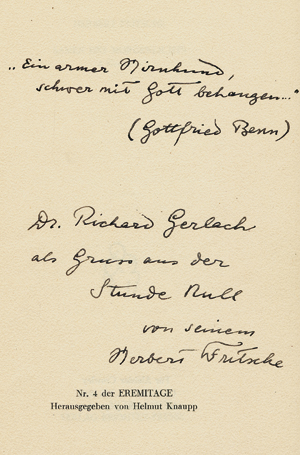 „Ein armer Hirnhund,
schwer mit Gott behangen..."
(Gottfried Benn)
Dr. Richard Gerlach
als Gruss aus der
Stunde Null
von seinem
Herbert Fritsche
Nr. 4 der EREMITAGE
Herausgegeben von Helmut Knaupp